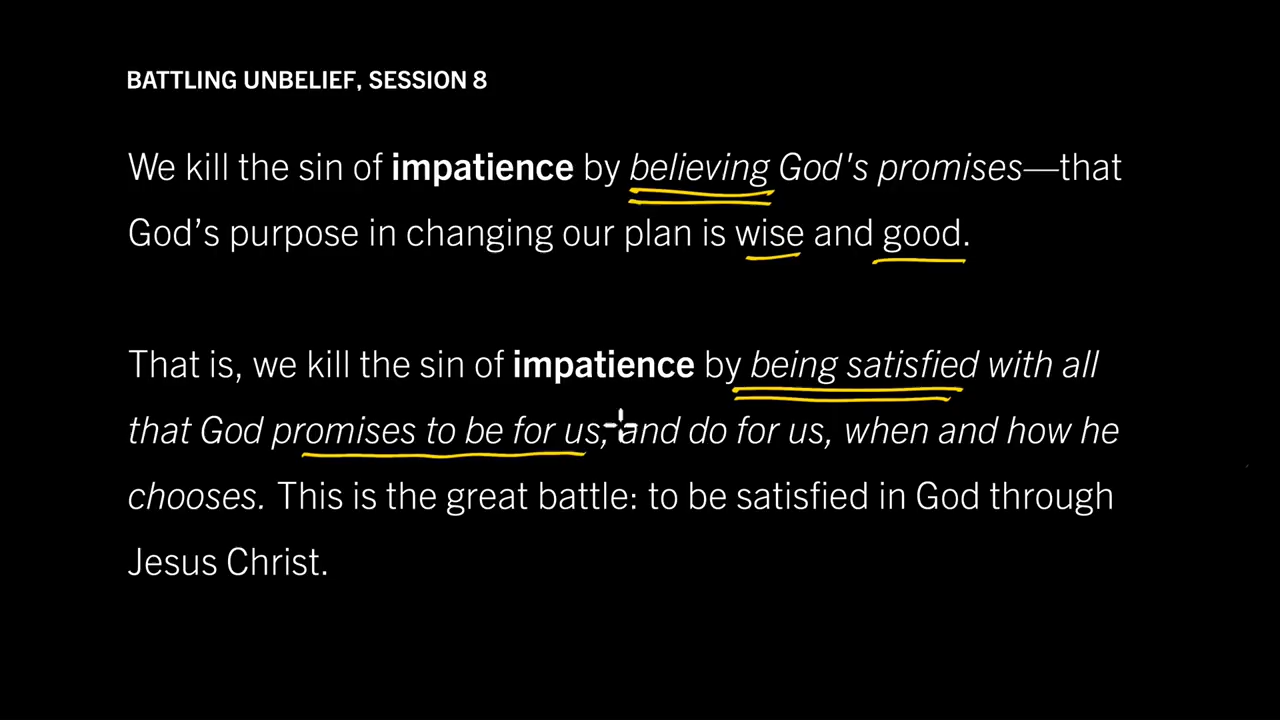 BATTLING UNBELIEF, SESSION 8
We kill the sin of impatience by believing God's promises—that
God’s purpose in changing our plan is wise and good.
That is, we kill the sin of impatience by being satisfied with all
that God promises to be for us, and do for us, when and how he
chooses. This is the great battle: to be satisfied in God through
Jesus Christ.